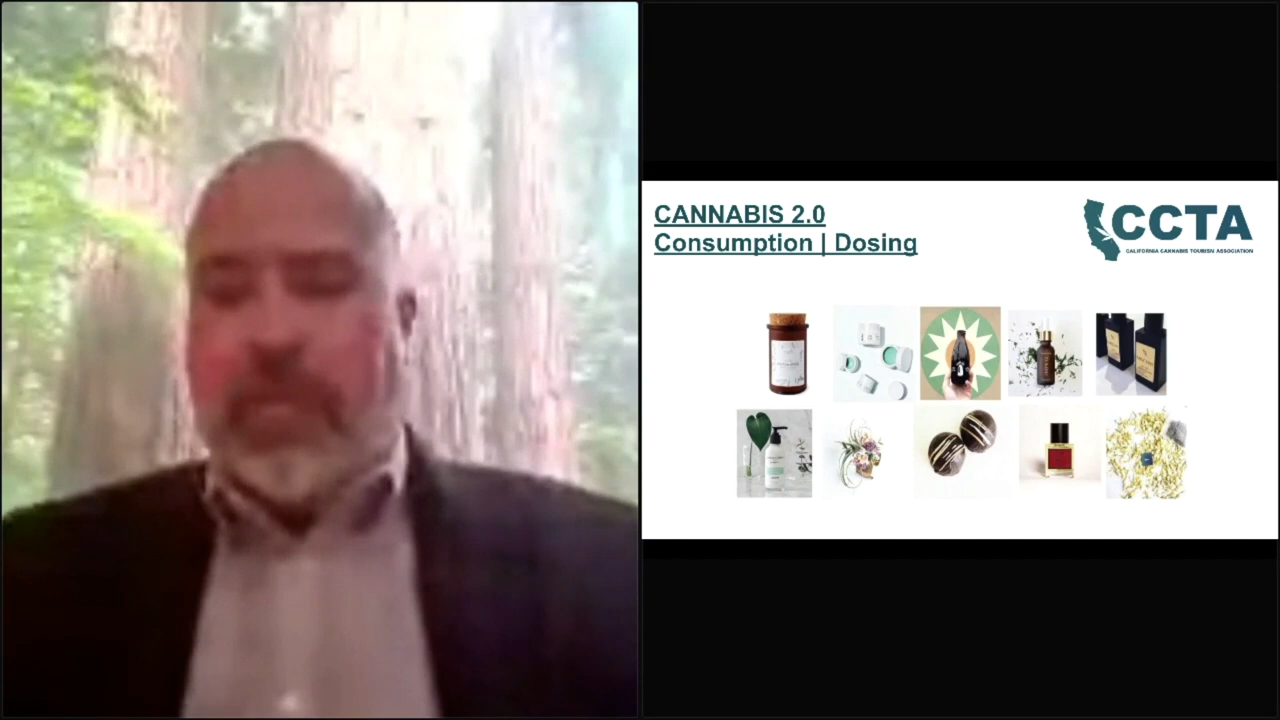 CANNABIS 2.0
Consumption | Dosing
CCTA
CALIFORNIA CANNABIS TOURISM ASSOCIATION